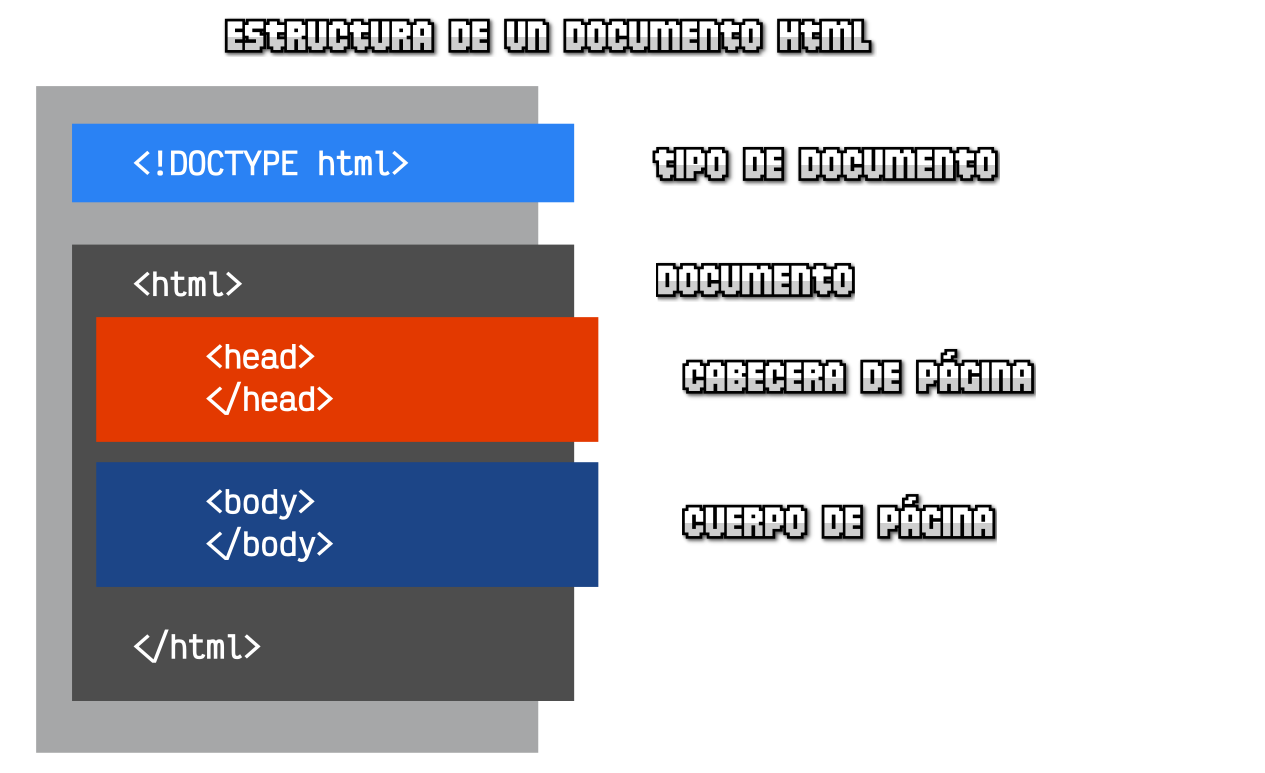 ESTRUCTURA DE UN DOCUMENTO HTML
<!DOCTYPE html>
TIPO DE DOCUMENTO
<html>
DOCUMENTO
<head>
</head>
CABECERA DE PÁGINA
<body>
</body>
CUERPO DE PÁGINA
</html>